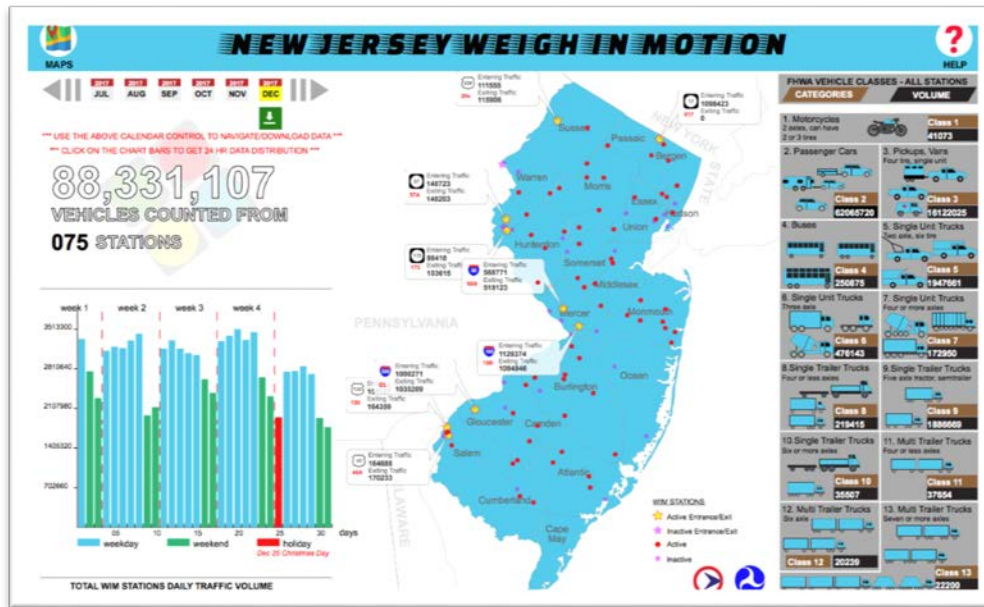 NEW JERSEY WEIGH IN MOTION
MAPS
HELP
2017 2017 2017 2017 2017 2017
JUL AUG SEP OCT NOV DEC
*** USE THE ABOVE CALENDAR CONTROL TO NAVIGATE/DOWNLOAD DATA ***
*** CLICK ON THE CHART BARS TO GET 24 HR DATA DISTRIBUTION ***
88,331,107
VEHICLES COUNTED FROM
075 STATIONS
week 1 week 2 week 3 week 4
3513300
2810640
2107980
1405320
702660
05 10 15 20 25 30 days
weekday weekend holiday
Dec 25 Christmas Day
TOTAL WIM STATIONS DAILY TRAFFIC VOLUME
Entering Traffic
111555
Exiting Traffic
Entering Traffic
1098423
Exiting Traffic
0
Entering Traffic
Exiting Traffic
Entering Traffic
Exiting Traffic
103615
Entering Traffic
568771
Exiting Traffic
519123
Entering Traffic
Exiting Traffic
Entering Traffic
Exiting Traffic
164359
Entering Traffic
Exiting Traffic
170233
Sussex
Passaic
Bergen
Warren
Morris
Essex
Hudson
Union
Hunterdon
Somerset
Middlesex
Mercer
Monmouth
Ocean
Burlington
Gloucester
Camden
Salem
Atlantic
Cumberland
Cape
May
NEW YORK STATE
PENNSYLVANIA
DELAWARE
WIM STATIONS
Active Entrance/Exit
Inactive Entrance/Exit
Active
Inactive
FHWA VEHICLE CLASSES - ALL STATIONS
CATEGORIES VOLUME
1. Motorcycles
2 axles, can have
2 or 3 tires
Class 1
41073
2. Passenger Cars
Class 2
62065720
3. Pickups, Vans
Four tire, single unit
Class 3
16122025
4. Buses
Class 4
250875
5. Single Unit Trucks
Two axle, six tire
Class 5
1947661
6. Single Unit Trucks
Three axle
Class 6
476143
7. Single Unit Trucks
Four or more axles
Class 7
172950
8. Single Trailer Trucks
Four or less axles
Class 8
219415
9. Single Trailer Trucks
Five axle tractor, semitrailer
Class 9
1886669
10. Single Trailer Trucks
Six or more axles
Class 10
35507
11. Multi Trailer Trucks
Four or less axles
Class 11
37654
12. Multi Trailer Trucks
Six axle
Class 12
20239
13. Multi Trailer Trucks
Seven or more axles
Class 13
22200